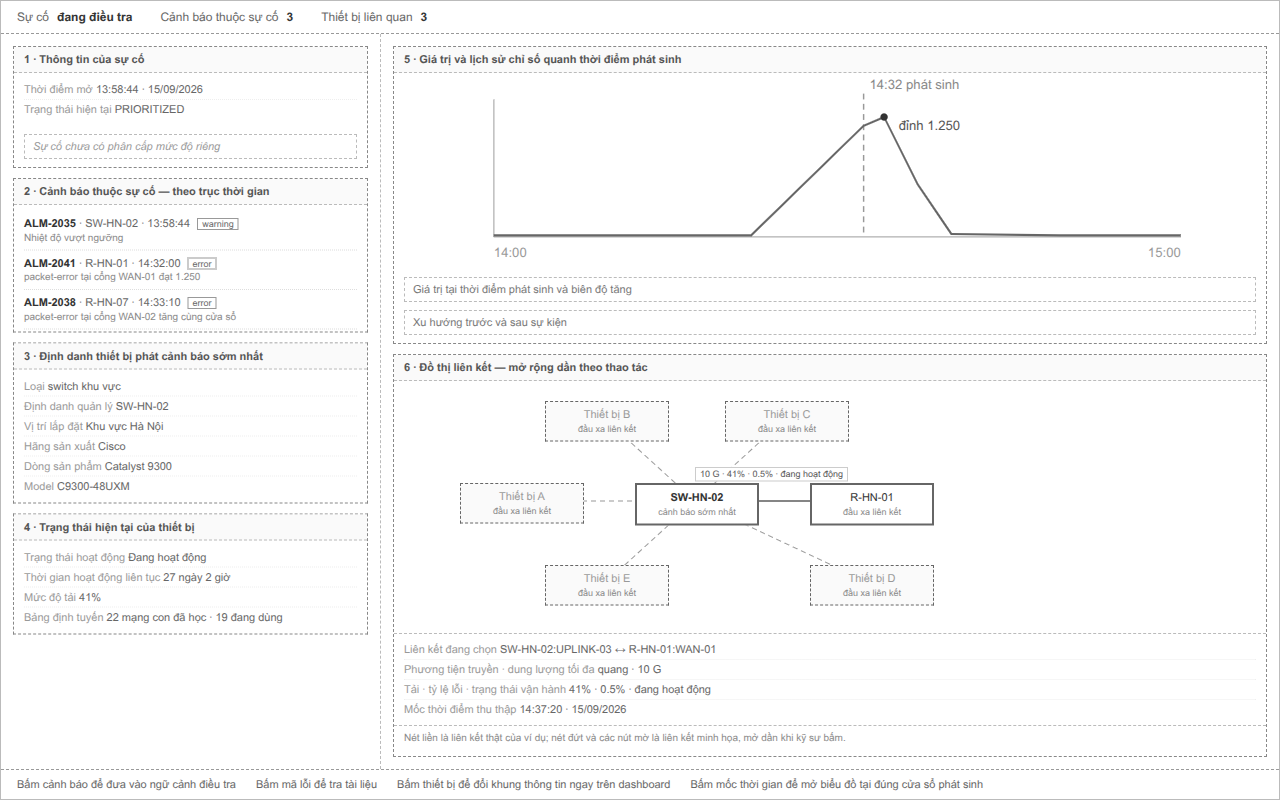 Sự cố đang điều tra Cảnh báo thuộc sự cố 3 Thiết bị liên quan 3
1 · Thông tin của sự cố
Thời điểm mở 13:58:44 · 15/09/2026
Trạng thái hiện tại PRIORITIZED
Sự cố chưa có phân cấp mức độ riêng
2 · Cảnh báo thuộc sự cố — theo trục thời gian
ALM-2035 · SW-HN-02 · 13:58:44 warning
Nhiệt độ vượt ngưỡng
ALM-2041 · R-HN-01 · 14:32:00 error
packet-error tại cổng WAN-01 đạt 1.250
ALM-2038 · R-HN-07 · 14:33:10 error
packet-error tại cổng WAN-02 tăng cùng cửa sổ
3 · Định danh thiết bị phát cảnh báo sớm nhất
Loại switch khu vực
Định danh quản lý SW-HN-02
Vị trí lắp đặt Khu vực Hà Nội
Hãng sản xuất Cisco
Dòng sản phẩm Catalyst 9300
Model C9300-48UXM
4 · Trạng thái hiện tại của thiết bị
Trạng thái hoạt động Đang hoạt động
Thời gian hoạt động liên tục 27 ngày 2 giờ
Mức độ tải 41%
Bảng định tuyến 22 mạng con đã học · 19 đang dùng
5 · Giá trị và lịch sử chỉ số quanh thời điểm phát sinh
14:32 phát sinh
đỉnh 1.250
14:00 15:00
Giá trị tại thời điểm phát sinh và biên độ tăng
Xu hướng trước và sau sự kiện
6 · Đồ thị liên kết — mở rộng dần theo thao tác
Thiết bị B
đầu xa liên kết
Thiết bị C
đầu xa liên kết
10 G · 41% · 0.5% · đang hoạt động
Thiết bị A
đầu xa liên kết
SW-HN-02
cảnh báo sớm nhất
R-HN-01
đầu xa liên kết
Thiết bị E
đầu xa liên kết
Thiết bị D
đầu xa liên kết
Liên kết đang chọn SW-HN-02:UPLINK-03 ↔ R-HN-01:WAN-01
Phương tiện truyền · dung lượng tối đa quang · 10 G
Tải · tỷ lệ lỗi · trạng thái vận hành 41% · 0.5% · đang hoạt động
Mốc thời điểm thu thập 14:37:20 · 15/09/2026
Nét liền là liên kết thật của ví dụ; nét đứt và các nút mờ là liên kết minh họa, mở dần khi kỹ sư bấm.
Bấm cảnh báo để đưa vào ngữ cảnh điều tra Bấm mã lỗi để tra tài liệu Bấm thiết bị để đổi khung thông tin ngay trên dashboard Bấm mốc thời gian để mở biểu đồ tại đúng cửa sổ phát sinh